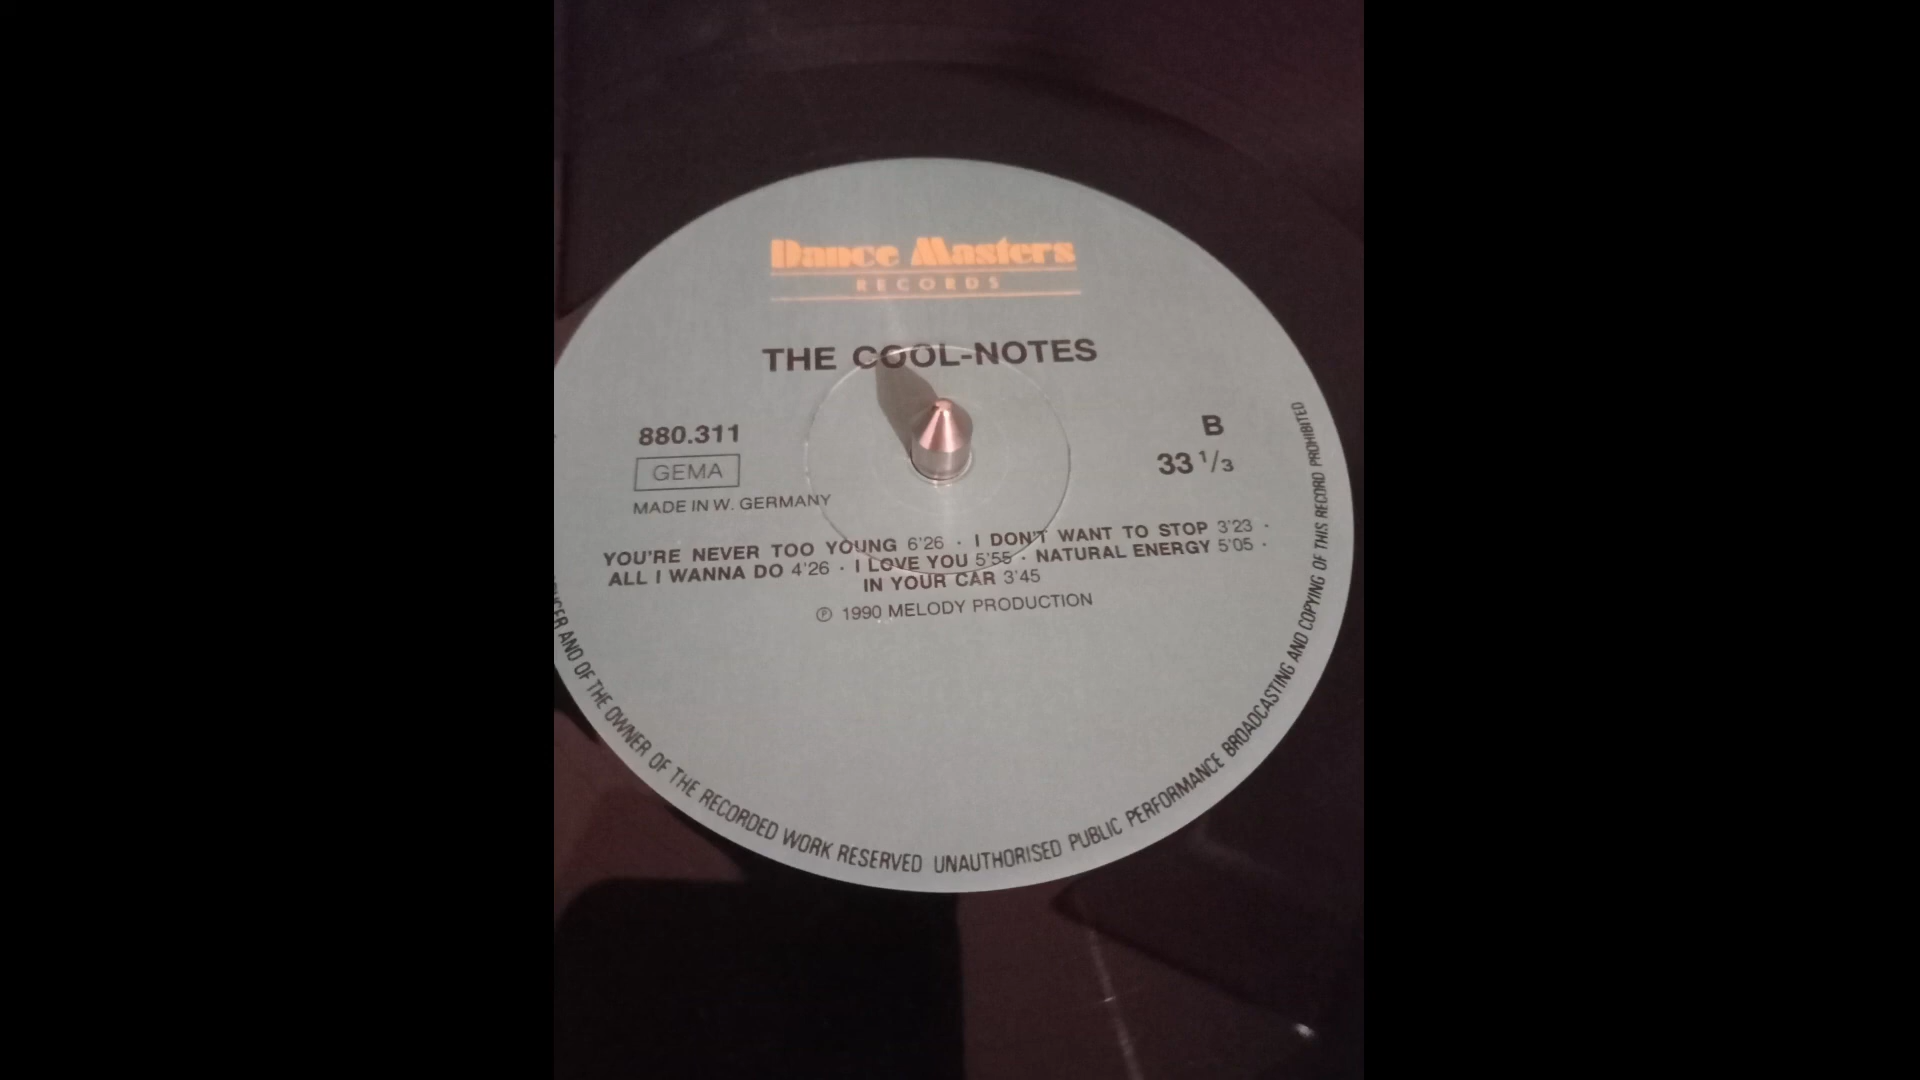 Dance Masters
RECORDS
THE COOL-NOTES
880.311
B
GEMA
33 1/3
MADE IN W. GERMANY
YOU'RE NEVER TOO YOUNG 6'26 · I DON'T WANT TO STOP 3'23 ·
ALL I WANNA DO 4'26 · I LOVE YOU 5'55 · NATURAL ENERGY 5'05 ·
IN YOUR CAR 3'45
℗ 1990 MELODY PRODUCTION
AND OF THE OWNER OF THE RECORDED WORK RESERVED UNAUTHORISED PUBLIC PERFORMANCE BROADCASTING AND COPYING OF THIS RECORD PROHIBITED